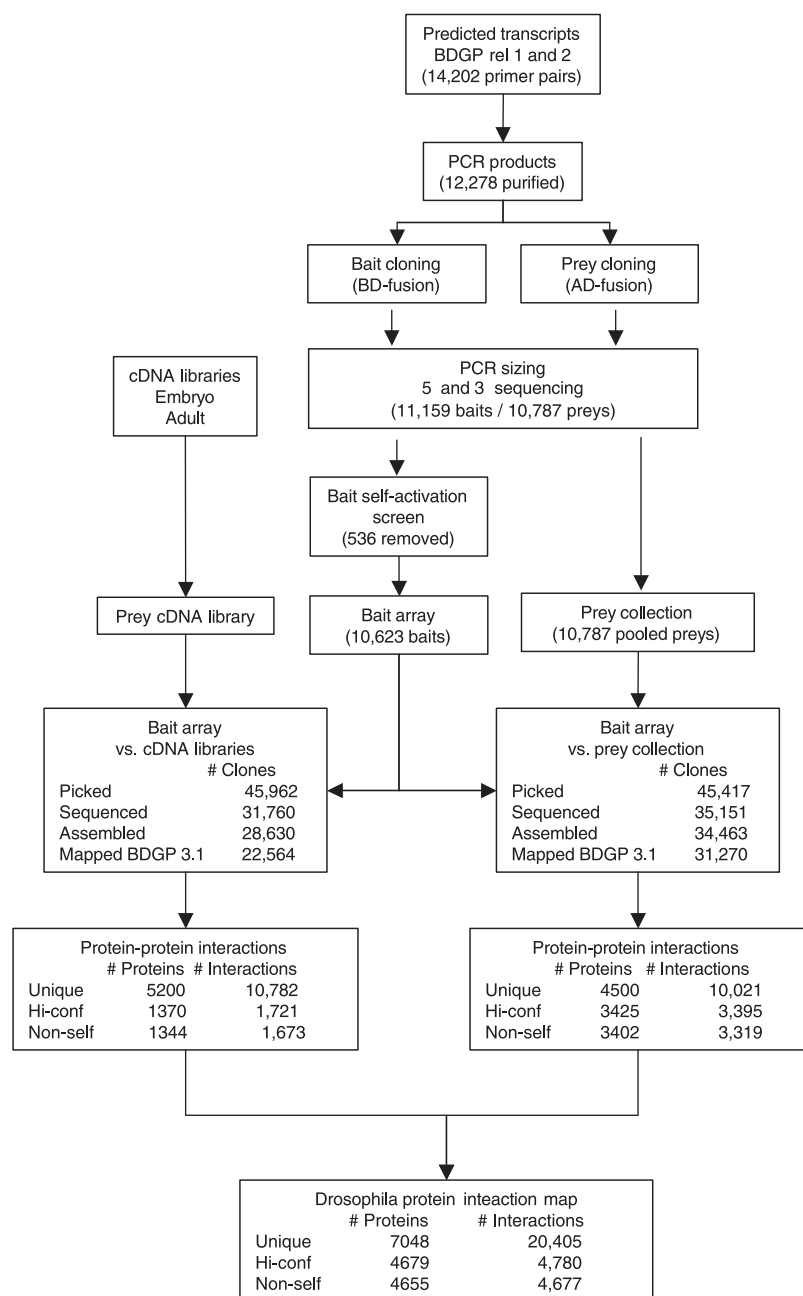 Predicted transcripts
BDGP rel 1 and 2
(14,202 primer pairs)
PCR products
(12,278 purified)
Bait cloning
(BD-fusion)
Prey cloning
(AD-fusion)
PCR sizing
5 and 3 sequencing
(11,159 baits / 10,787 preys)
cDNA libraries
Embryo
Adult
Bait self-activation
screen
(536 removed)
Prey cDNA library
Bait array
(10,623 baits)
Prey collection
(10,787 pooled preys)
Bait array
vs. cDNA libraries
# Clones
Picked 45,962
Sequenced 31,760
Assembled 28,630
Mapped BDGP 3.1 22,564
Bait array
vs. prey collection
# Clones
Picked 45,417
Sequenced 35,151
Assembled 34,463
Mapped BDGP 3.1 31,270
Protein-protein interactions
# Proteins # Interactions
Unique 5200 10,782
Hi-conf 1370 1,721
Non-self 1344 1,673
Protein-protein interactions
# Proteins # Interactions
Unique 4500 10,021
Hi-conf 3425 3,395
Non-self 3402 3,319
Drosophila protein inteaction map
# Proteins # Interactions
Unique 7048 20,405
Hi-conf 4679 4,780
Non-self 4655 4,677